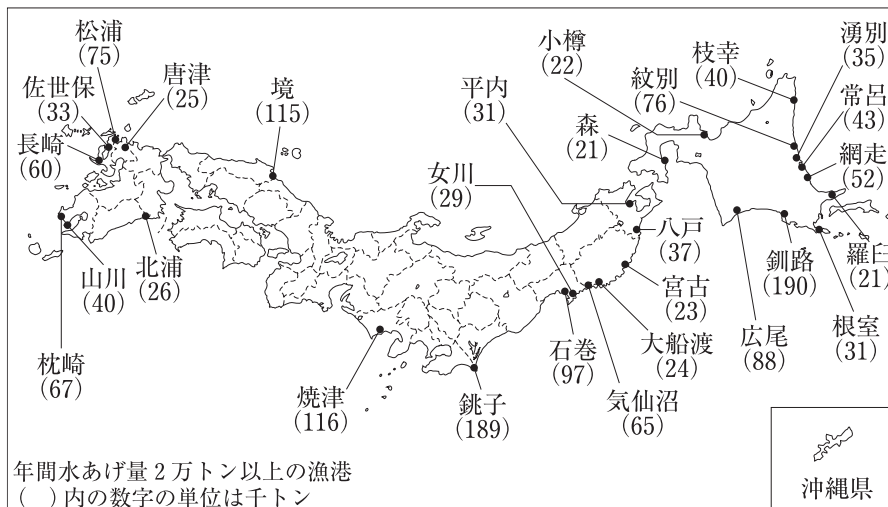 松浦
(75)
佐世保
(33)
唐津
(25)
長崎
(60)
境
(115)
小樽
(22)
平内
(31)
紋別
(76)
枝幸
(40)
湧別
(35)
常呂
(43)
網走
(52)
森
(21)
女川
(29)
八戸
(37)
羅臼
(21)
釧路
(190)
宮古
(23)
山川
(40)
北浦
(26)
根室
(31)
広尾
(88)
大船渡
(24)
石巻
(97)
気仙沼
(65)
枕崎
(67)
焼津
(116)
銚子
(189)
年間水あげ量2万トン以上の漁港
(　)内の数字の単位は千トン
沖縄県